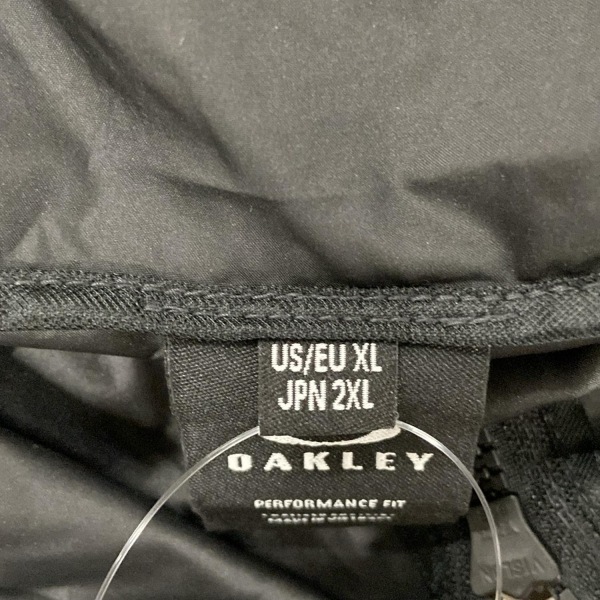 US/EU XL
JPN 2XL
OAKLEY
PERFORMANCE FIT